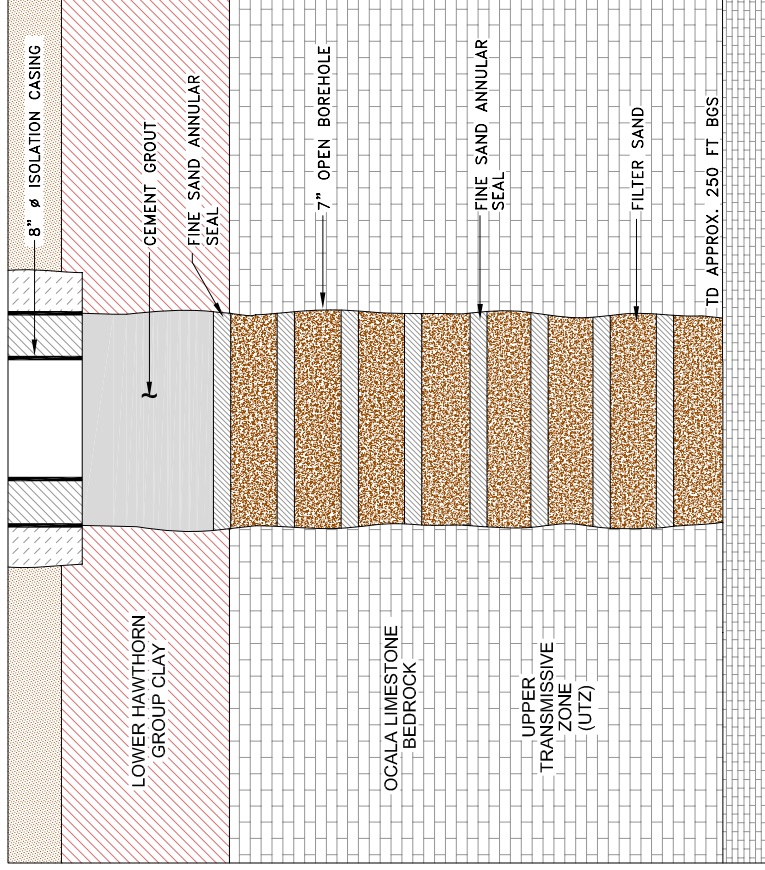 8" ø ISOLATION CASING
CEMENT GROUT
FINE SAND ANNULAR
SEAL
7" OPEN BOREHOLE
FINE SAND ANNULAR
SEAL
FILTER SAND
TD APPROX. 250 FT BGS
LOWER HAWTHORN
GROUP CLAY
OCALA LIMESTONE
BEDROCK
UPPER
TRANSMISSIVE
ZONE
(UTZ)
~